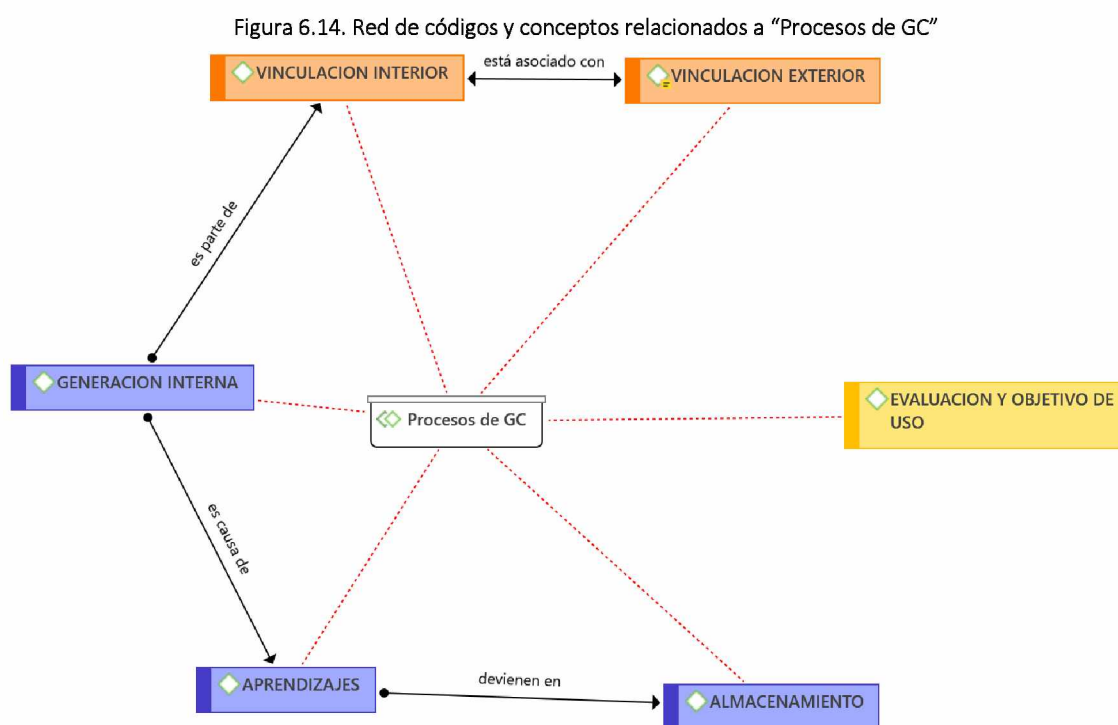 Figura 6.14. Red de códigos y conceptos relacionados a “Procesos de GC”
VINCULACION INTERIOR
está asociado con
VINCULACION EXTERIOR
es parte de
GENERACION INTERNA
Procesos de GC
EVALUACION Y OBJETIVO DE
USO
es causa de
APRENDIZAJES
devienen en
ALMACENAMIENTO